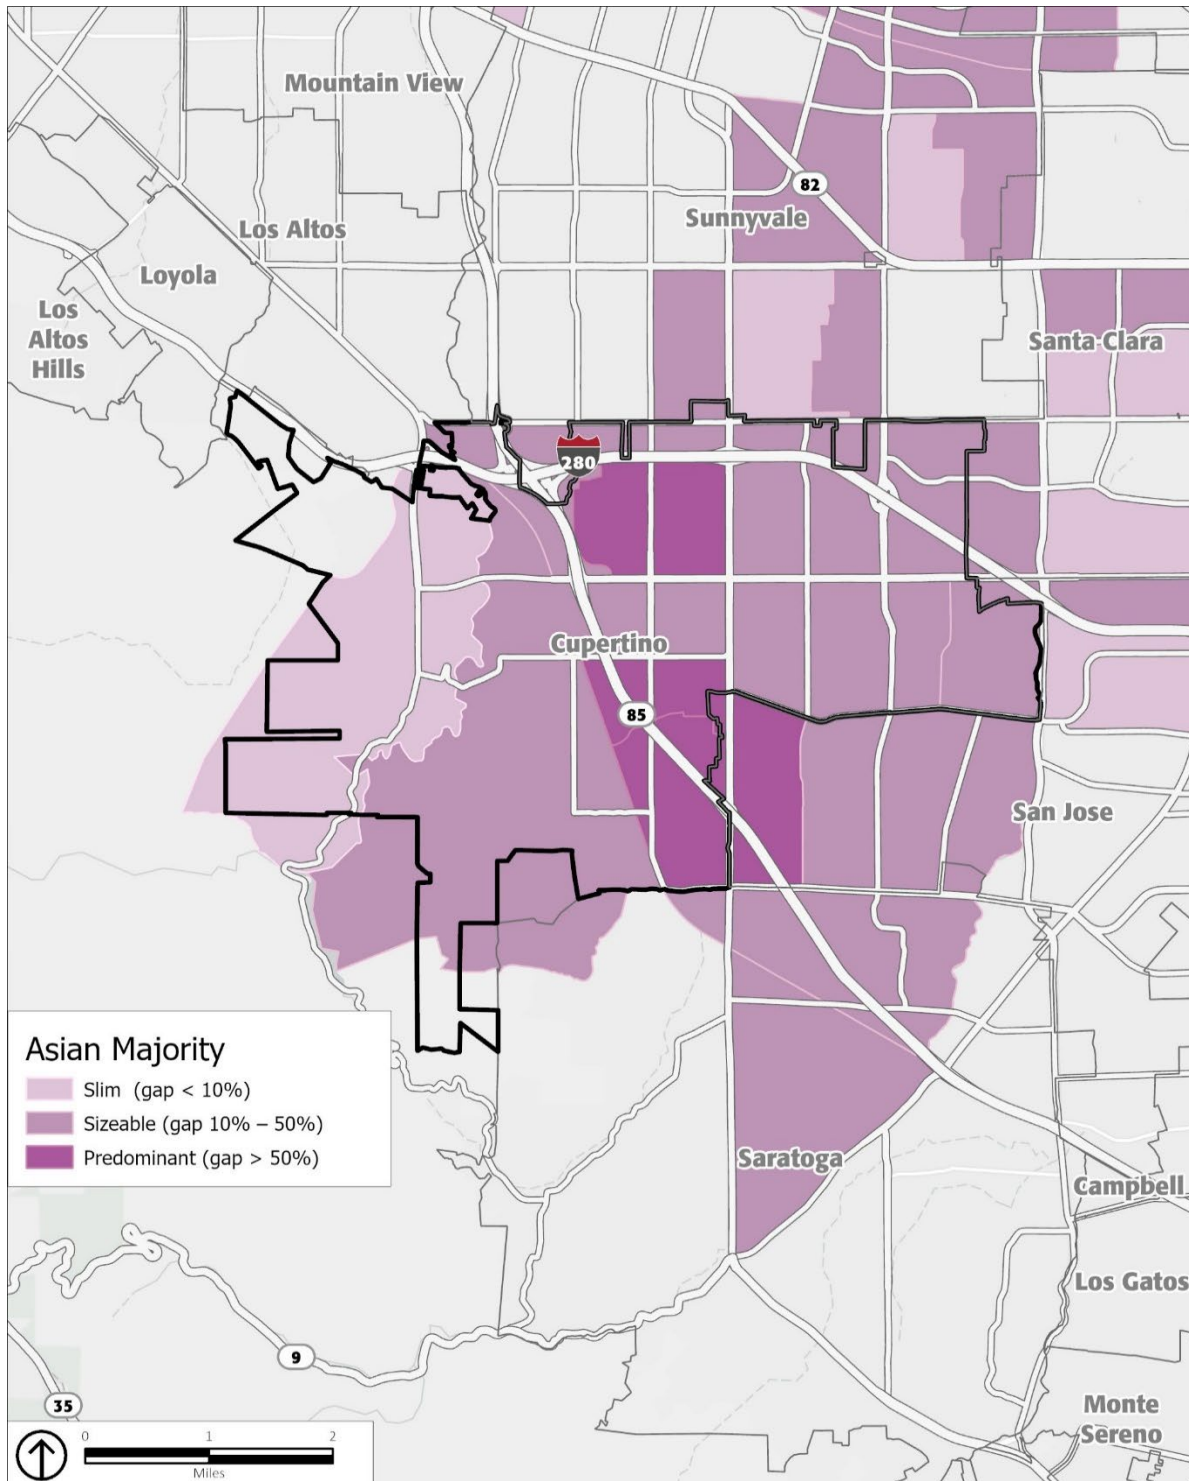 Mountain View
82
Sunnyvale
Los Altos
Loyola
Los
Altos
Hills
Santa Clara
280
Cupertino
85
San Jose
Asian Majority
Slim (gap < 10%)
Sizeable (gap 10% – 50%)
Predominant (gap > 50%)
Saratoga
Campbell
Los Gatos
9
35
Monte
Sereno
0 1 2
Miles